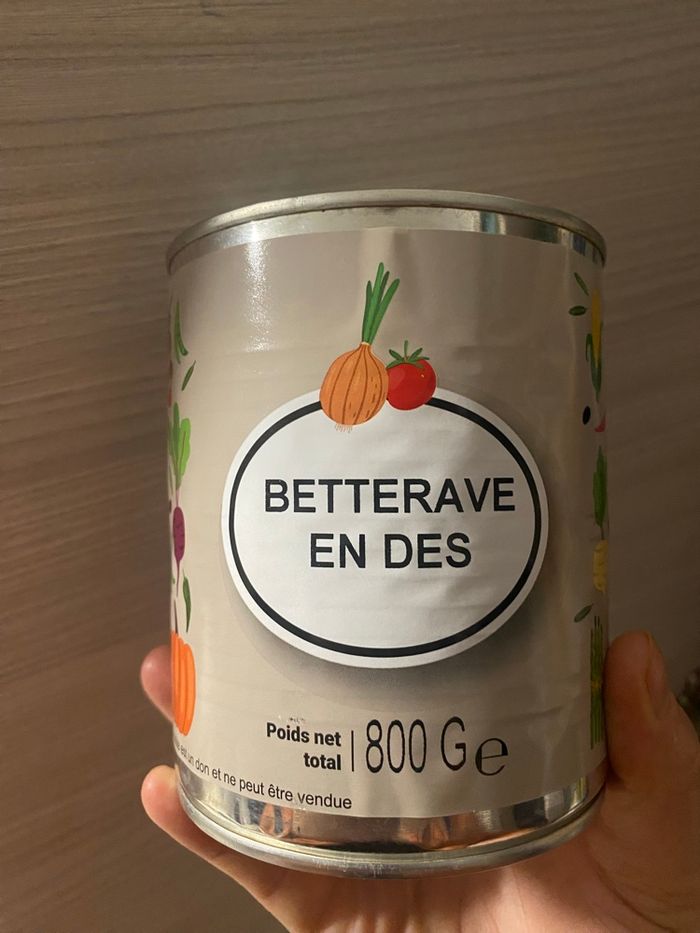 BETTERAVE
EN DES
Poids net
total
800 G e
est un don et ne peut être vendue